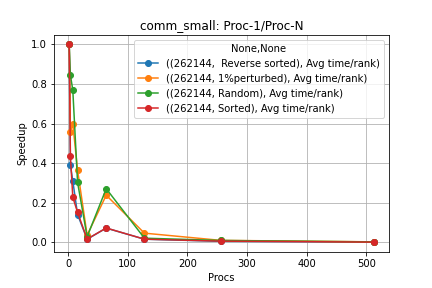 comm_small: Proc-1/Proc-N
None,None
((262144,  Reverse sorted), Avg time/rank)
((262144, 1%perturbed), Avg time/rank)
((262144, Random), Avg time/rank)
((262144, Sorted), Avg time/rank)
Speedup
1.0
0.8
0.6
0.4
0.2
0.0
0 100 200 300 400 500
Procs